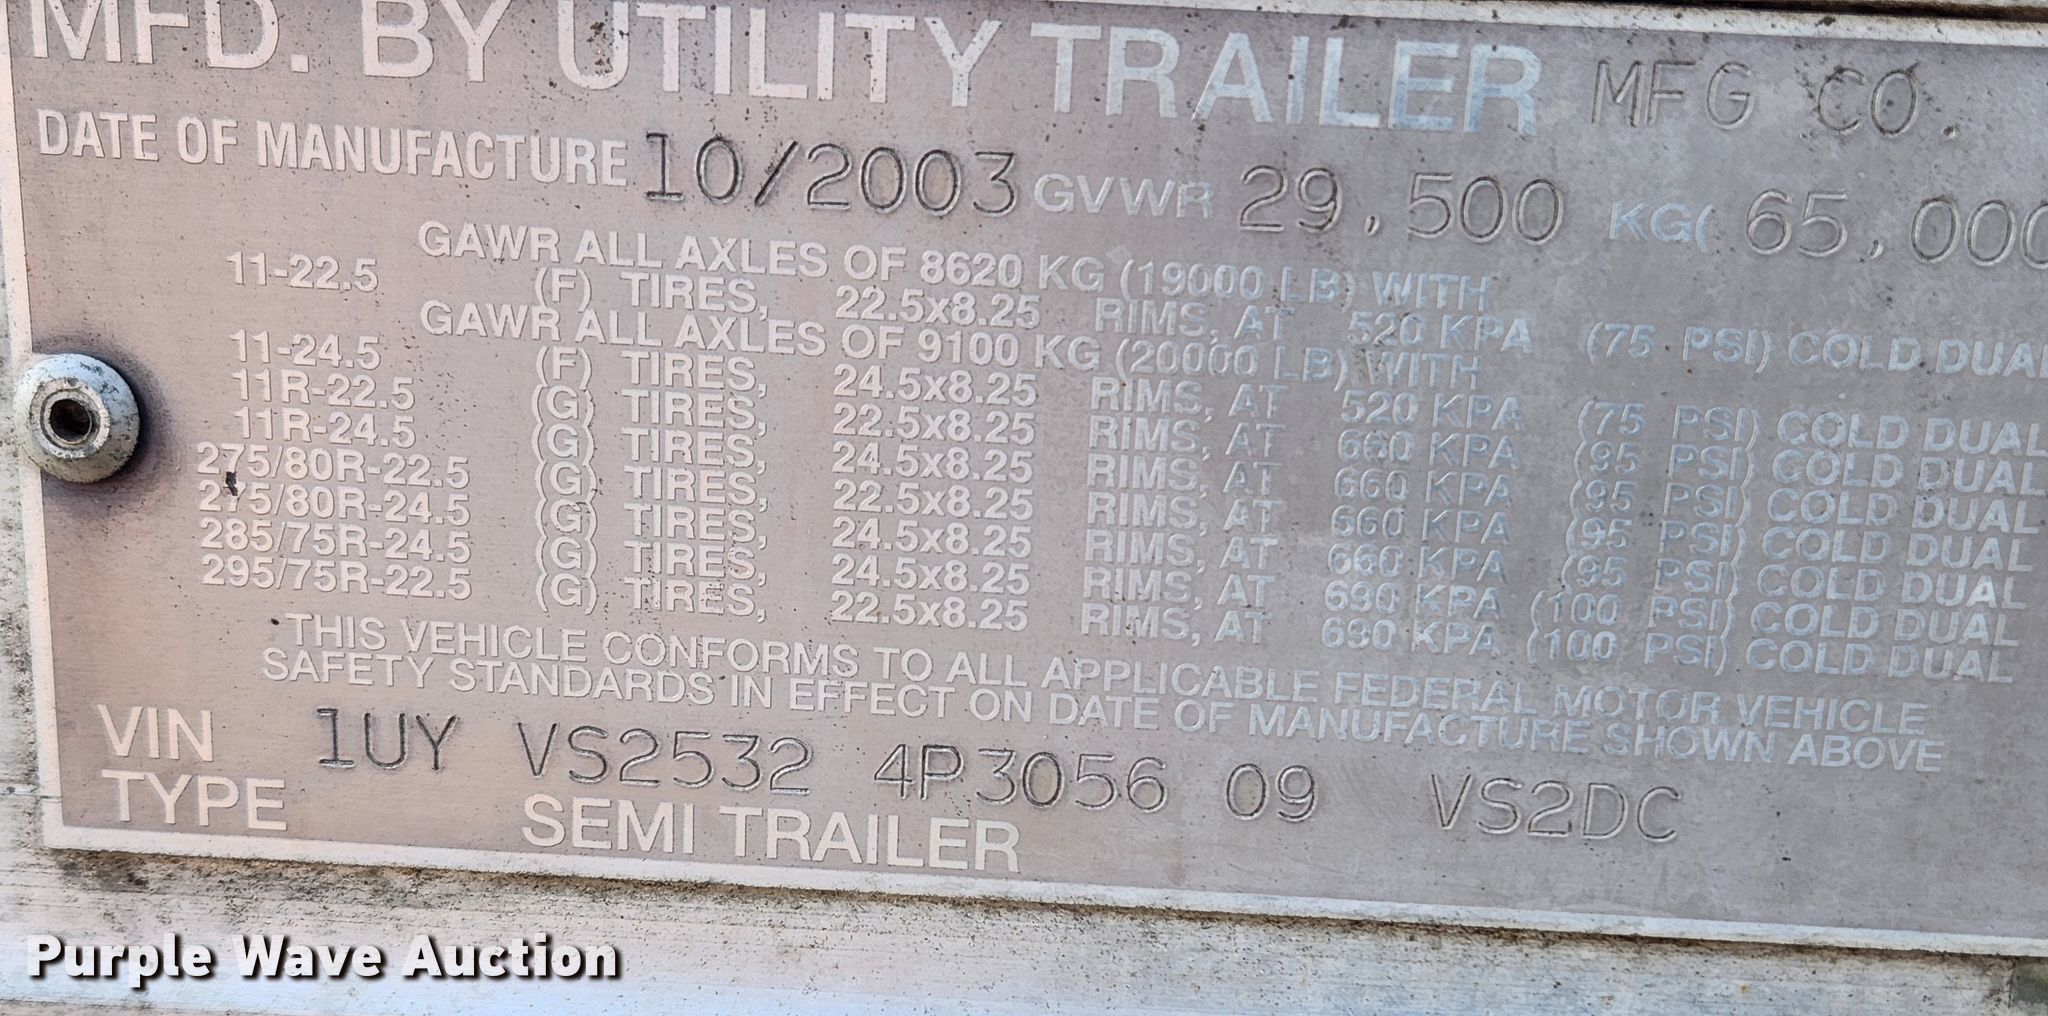 MFD. BY UTILITY TRAILER MFG CO.
DATE OF MANUFACTURE 10/2003 GVWR 29,500 KG( 65,000
GAWR ALL AXLES OF 8620 KG (19000 LB) WITH
11-22.5 (F) TIRES, 22.5x8.25 RIMS, AT 520 KPA (75 PSI) COLD DUAL
GAWR ALL AXLES OF 9100 KG (20000 LB) WITH
11-24.5 (F) TIRES, 24.5x8.25 RIMS, AT 520 KPA (75 PSI) COLD DUAL
11R-22.5 (G) TIRES, 22.5x8.25 RIMS, AT 660 KPA (95 PSI) COLD DUAL
11R-24.5 (G) TIRES, 24.5x8.25 RIMS, AT 660 KPA (95 PSI) COLD DUAL
275/80R-22.5 (G) TIRES, 22.5x8.25 RIMS, AT 660 KPA (95 PSI) COLD DUAL
275/80R-24.5 (G) TIRES, 24.5x8.25 RIMS, AT 660 KPA (95 PSI) COLD DUAL
285/75R-24.5 (G) TIRES, 24.5x8.25 RIMS, AT 690 KPA (100 PSI) COLD DUAL
295/75R-22.5 (G) TIRES, 22.5x8.25 RIMS, AT 690 KPA (100 PSI) COLD DUAL
THIS VEHICLE CONFORMS TO ALL APPLICABLE FEDERAL MOTOR VEHICLE
SAFETY STANDARDS IN EFFECT ON DATE OF MANUFACTURE SHOWN ABOVE
VIN 1UY VS2532 4P3056 09 VS2DC
TYPE SEMI TRAILER
Purple Wave Auction